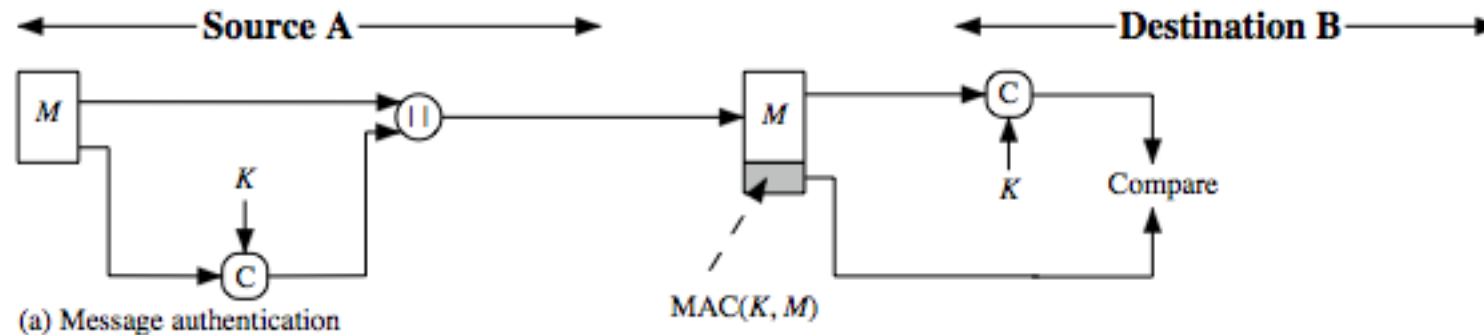 Source A
Destination B
M
| |
M
C
K
K
Compare
C
MAC(K, M)
(a) Message authentication